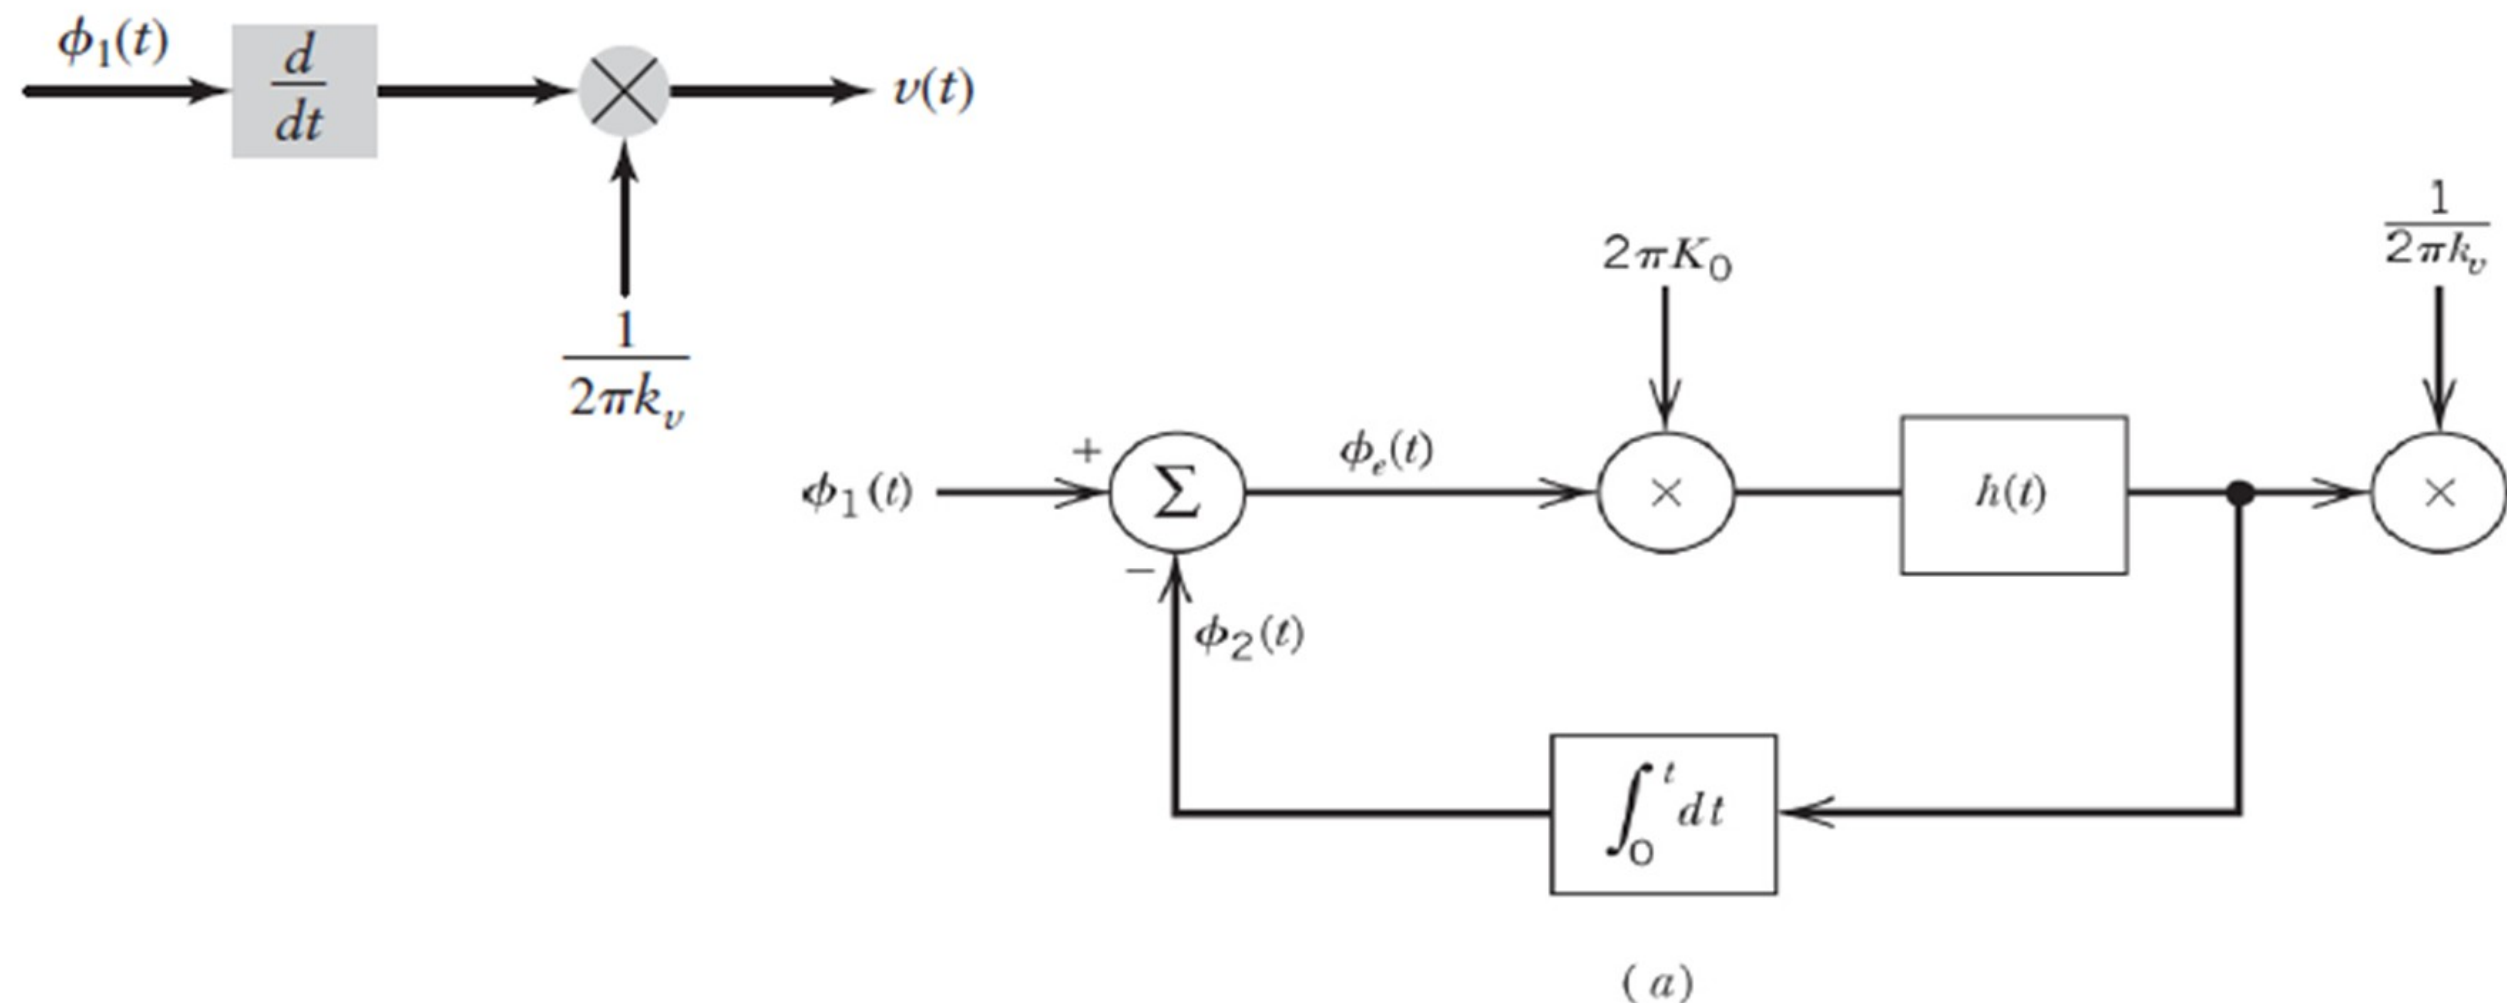 ϕ₁(t)
d
dt
v(t)
1
2πkᵥ
1
2πkᵥ
2πK₀
+
ϕₑ(t)
ϕ₁(t)
Σ
×
h(t)
×
−
ϕ₂(t)
∫₀ᵗ dt
(a)